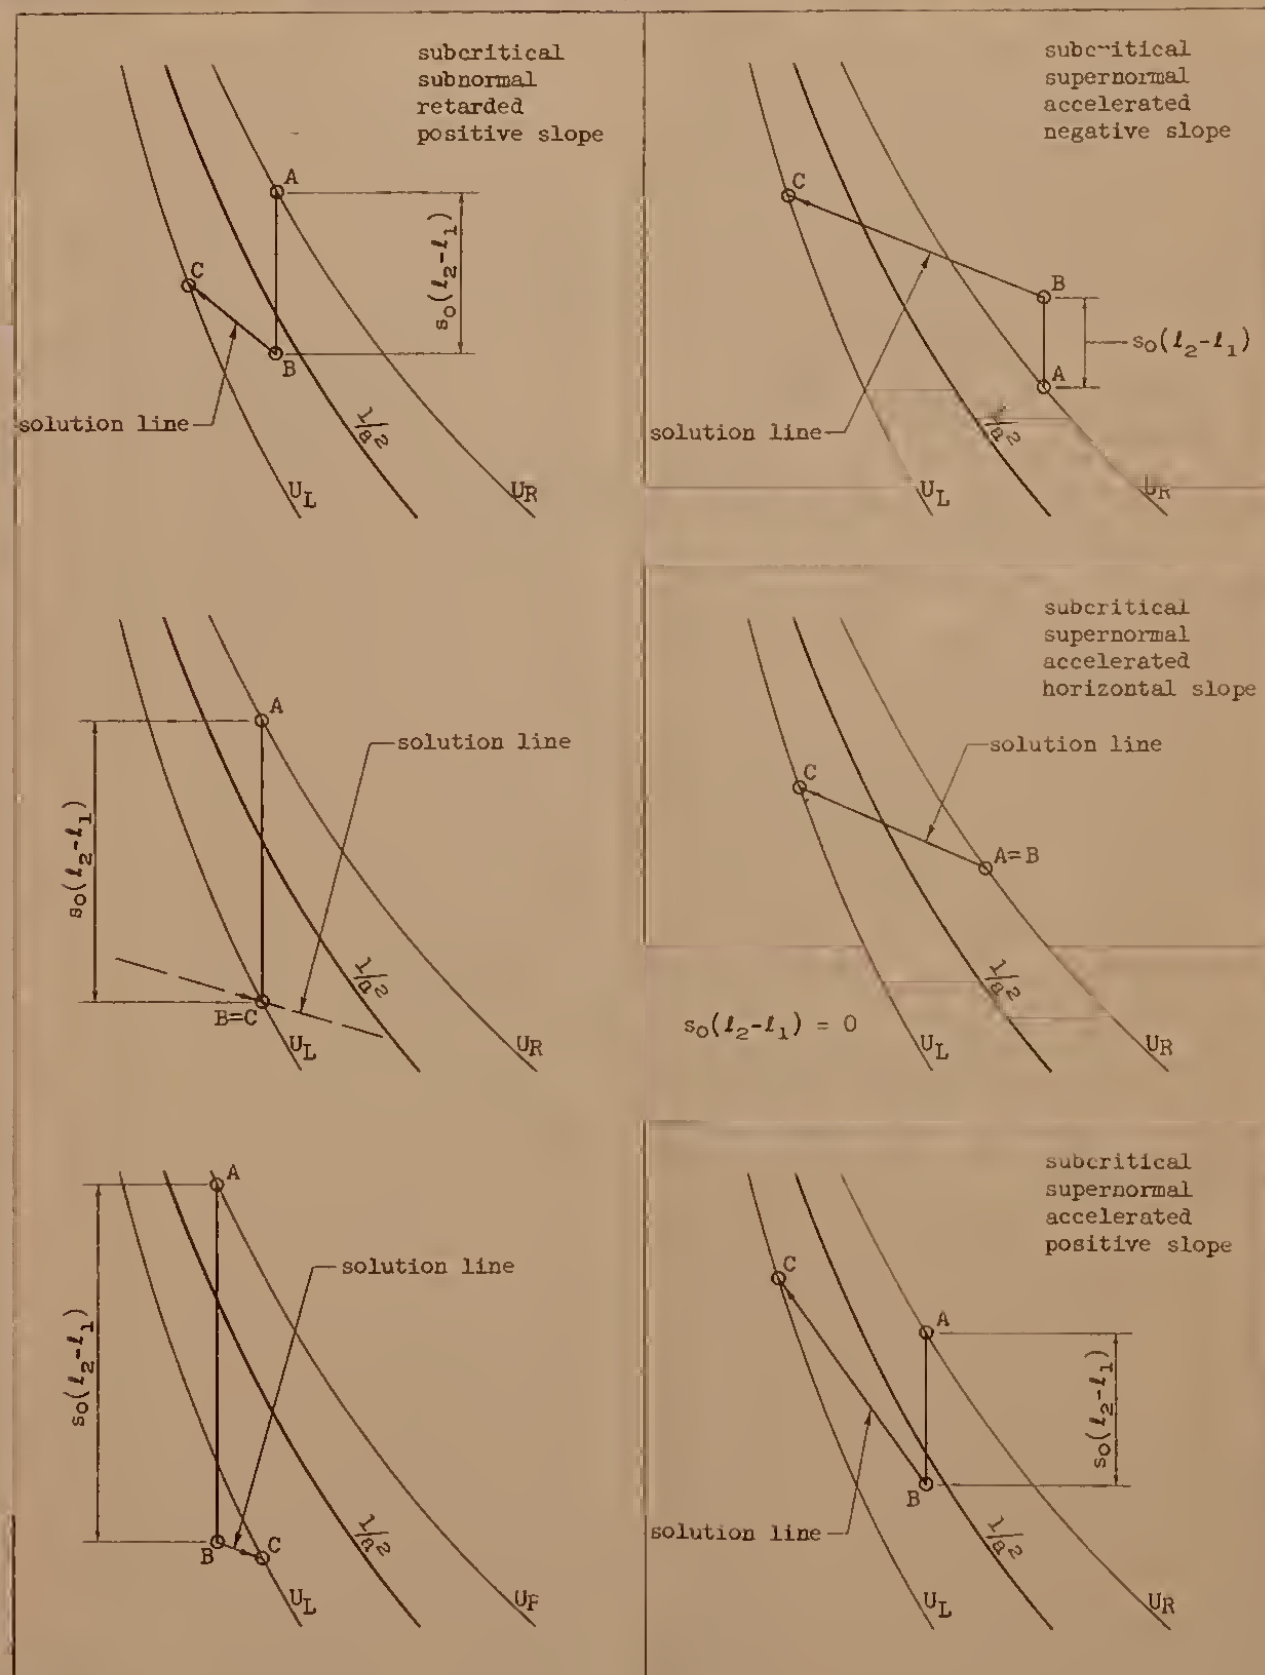 subcritical
subnormal
retarded
positive slope
A
s₀(ℓ₂-ℓ₁)
C
B
solution line
1/a²
U_L
U_R
subcritical
supernormal
accelerated
negative slope
C
B
s₀(ℓ₂-ℓ₁)
A
solution line
1/a²
U_L
U_R
A
solution line
s₀(ℓ₂-ℓ₁)
B=C
1/a²
U_L
U_R
subcritical
supernormal
accelerated
horizontal slope
solution line
C
A=B
1/a²
s₀(ℓ₂-ℓ₁) = 0
U_L
U_R
A
solution line
s₀(ℓ₂-ℓ₁)
B
C
1/a²
U_L
U_R
subcritical
supernormal
accelerated
positive slope
C
A
s₀(ℓ₂-ℓ₁)
B
solution line
1/a²
U_L
U_R